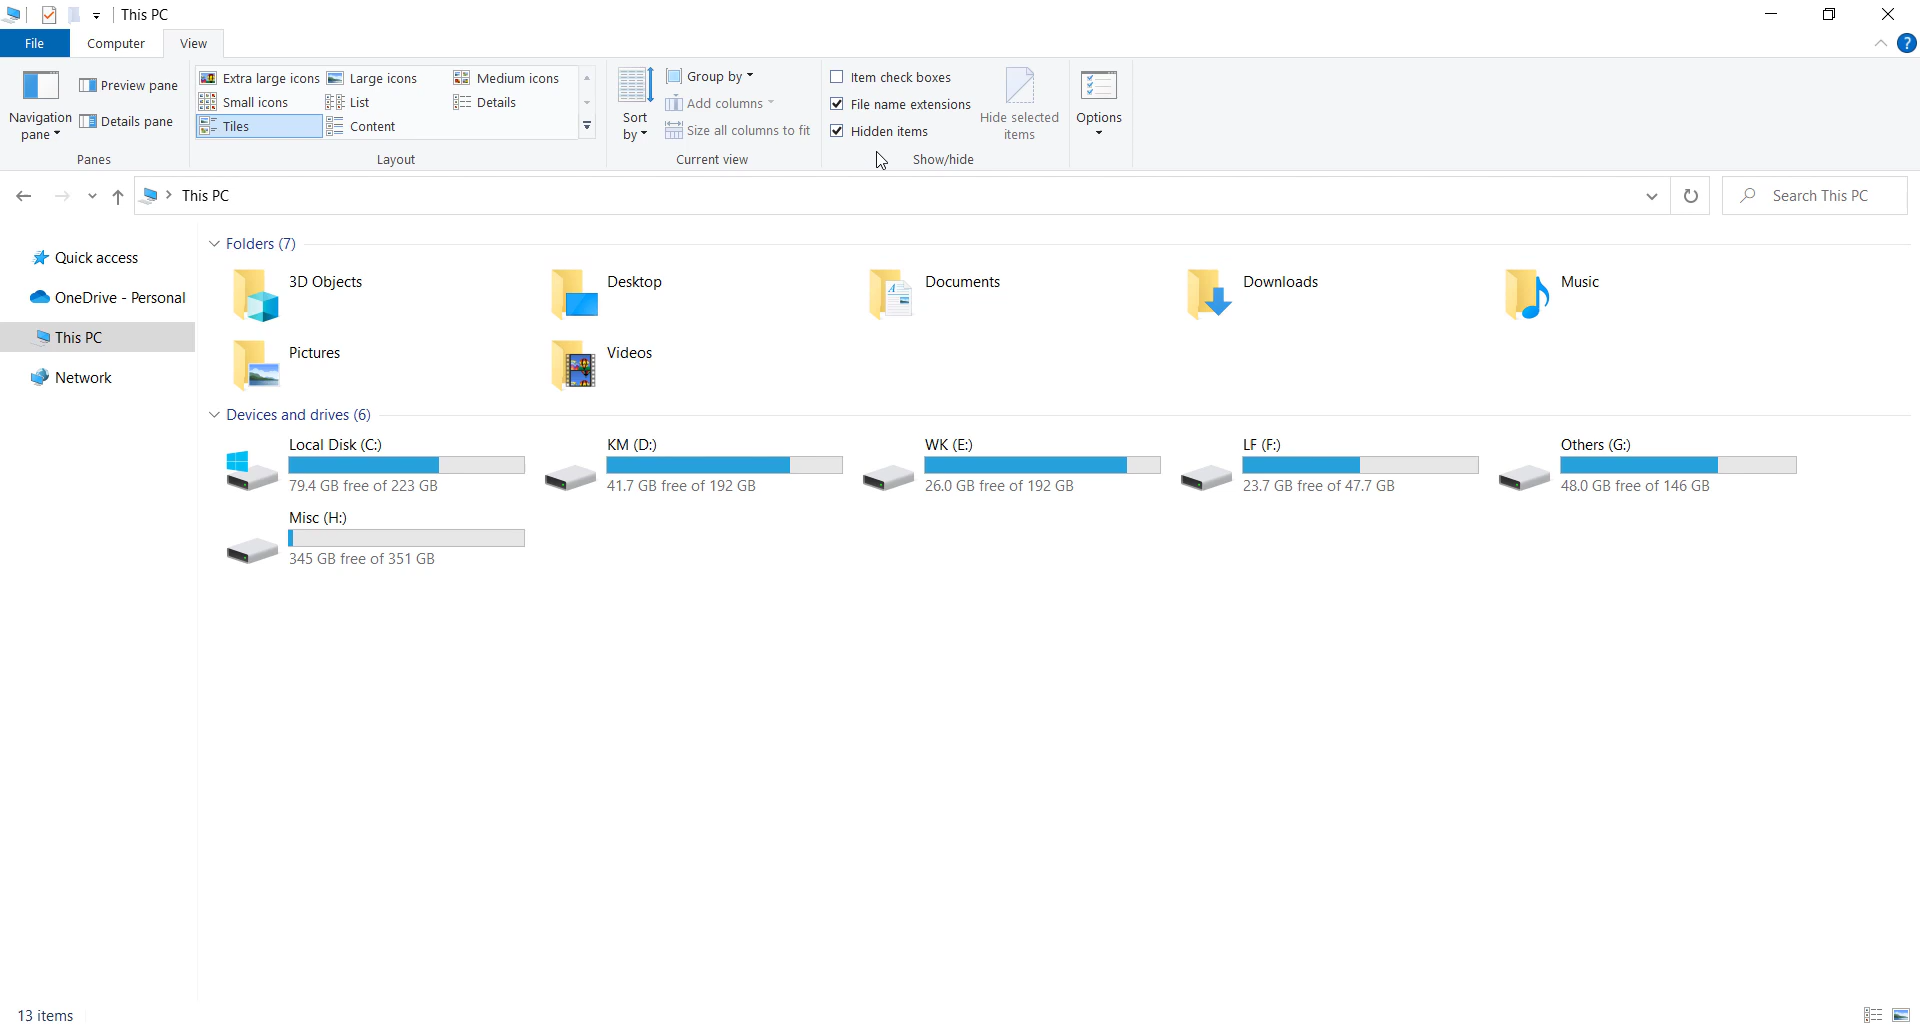 This PC
File Computer View
?
Navigation pane
Preview pane
Details pane
Panes
Extra large icons Large icons Medium icons
Small icons List Details
Tiles Content
Layout
Sort by
Group by
Add columns
Size all columns to fit
Current view
Item check boxes
File name extensions
Hidden items
Hide selected items
Show/hide
Options
This PC
Search This PC
Quick access
OneDrive - Personal
This PC
Network
Folders (7)
3D Objects Desktop Documents Downloads Music
Pictures Videos
Devices and drives (6)
Local Disk (C:) KM (D:) WK (E:) LF (F:) Others (G:)
79.4 GB free of 223 GB 41.7 GB free of 192 GB 26.0 GB free of 192 GB 23.7 GB free of 47.7 GB 48.0 GB free of 146 GB
Misc (H:)
345 GB free of 351 GB
13 items